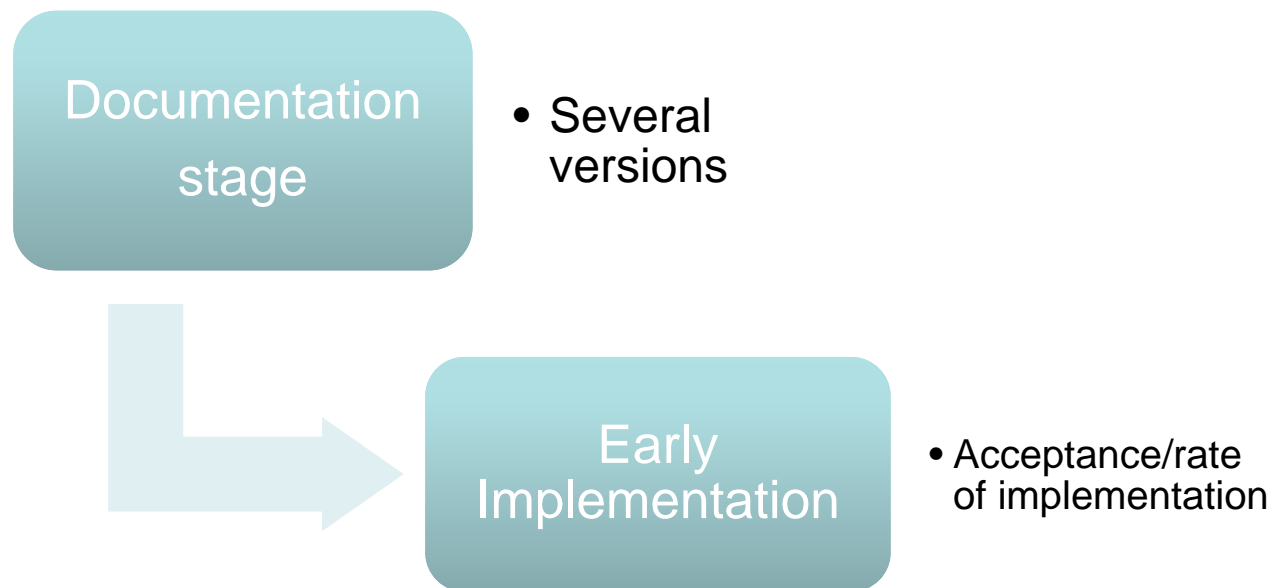 Documentation
stage
• Several
versions
Early
Implementation
• Acceptance/rate
of implementation